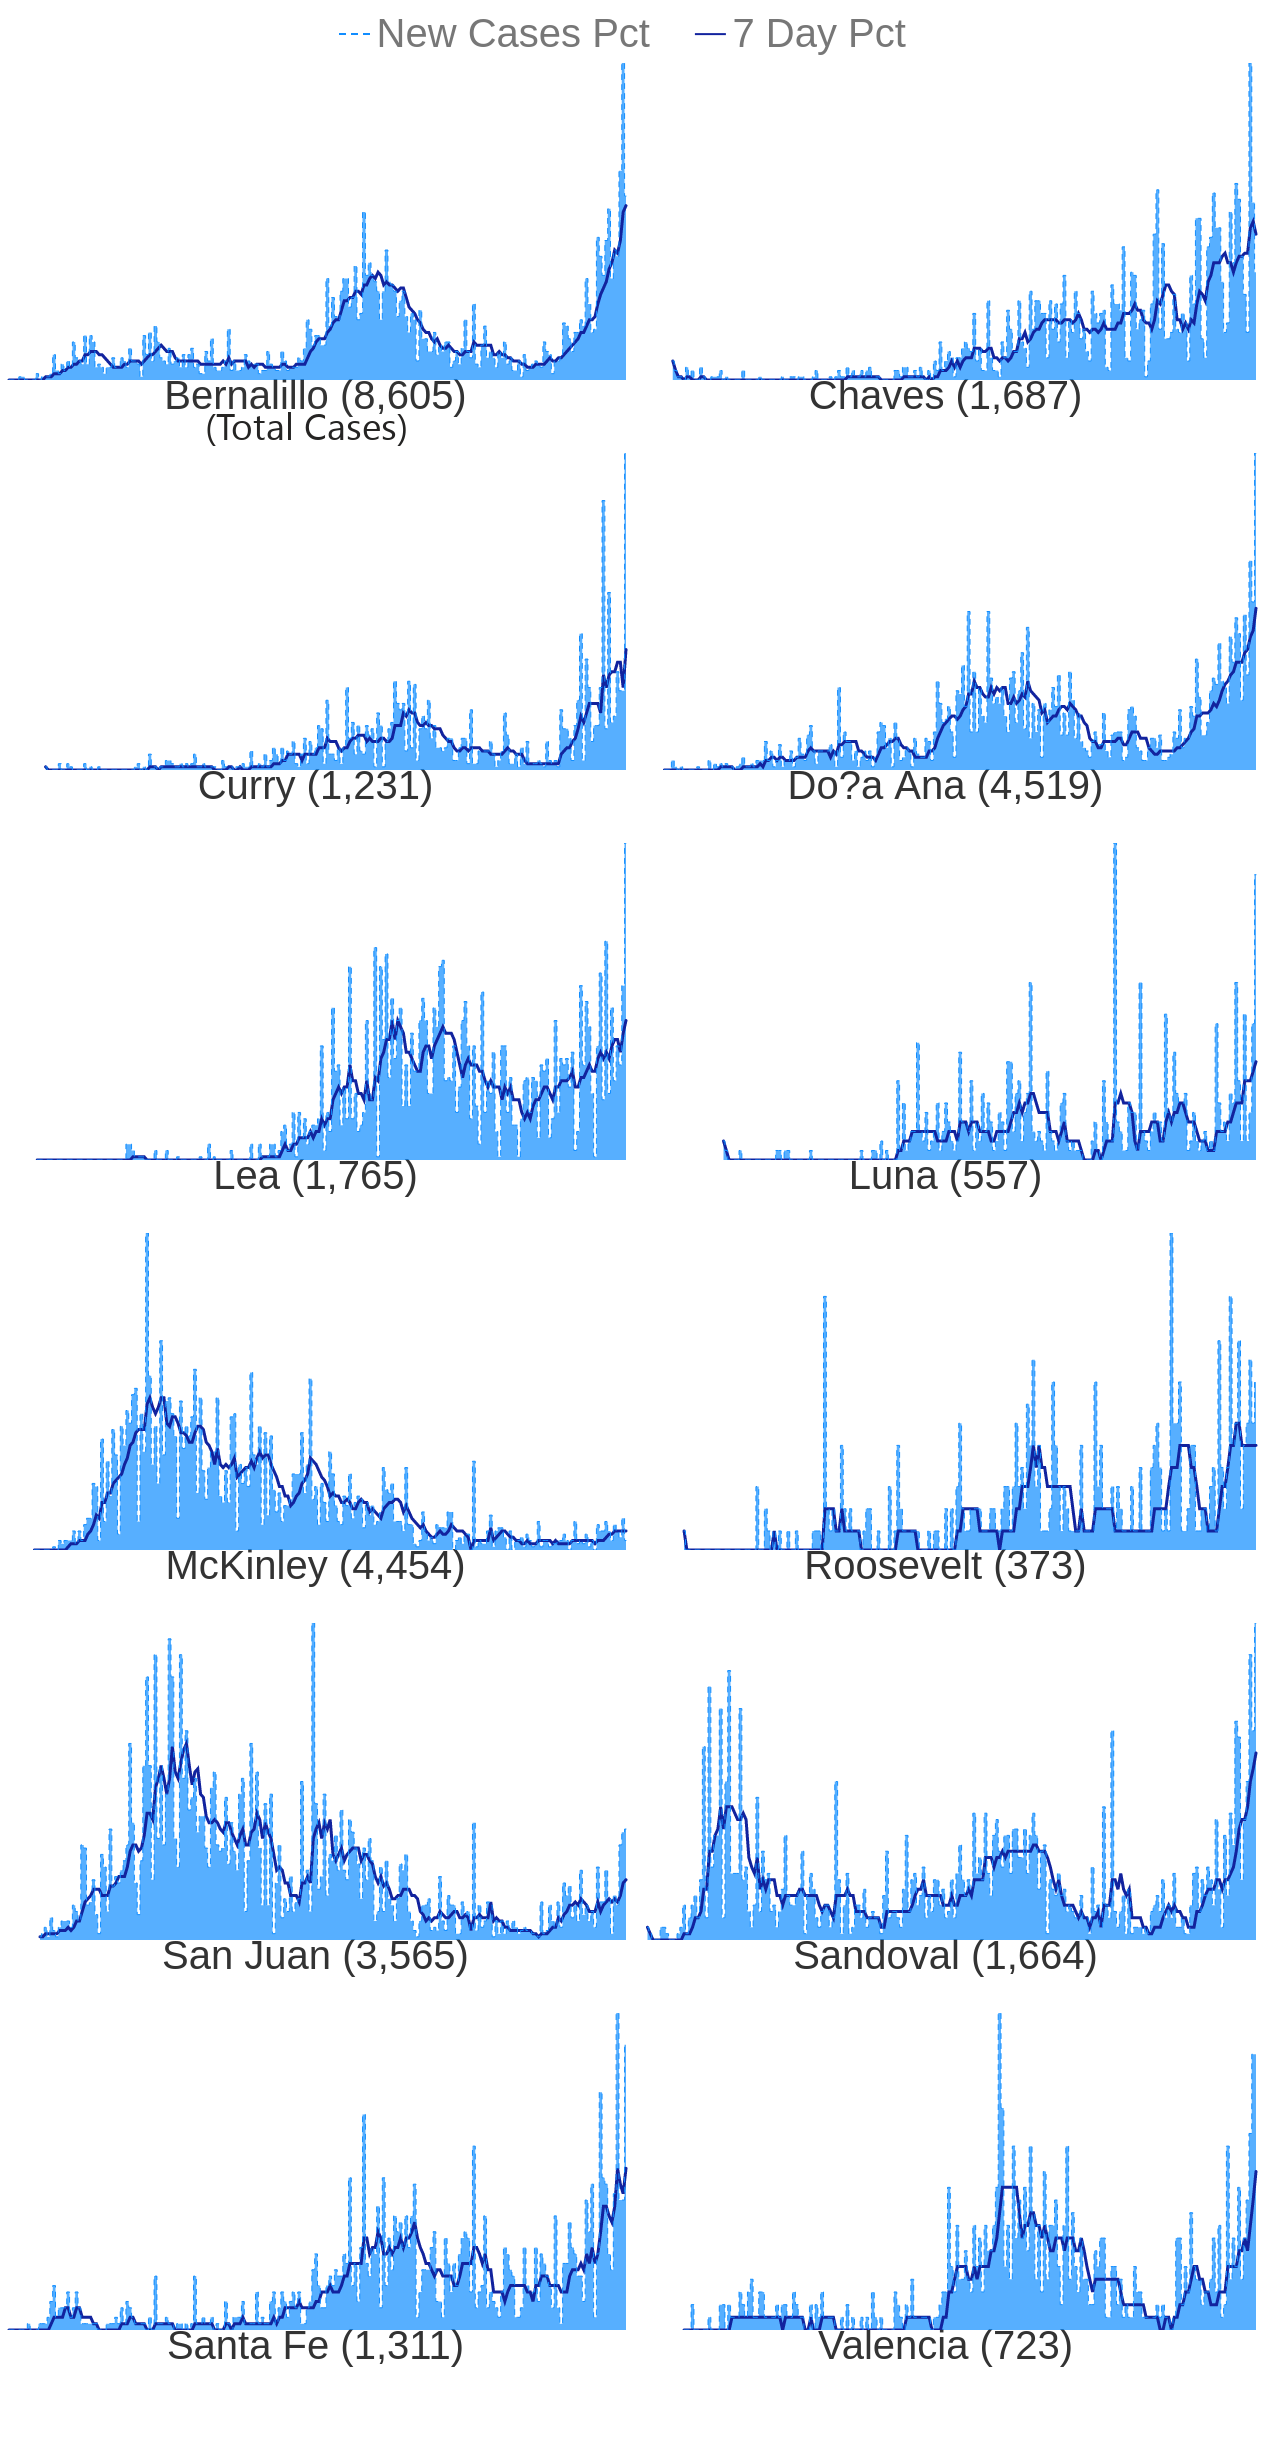 New Cases Pct 7 Day Pct
Bernalillo (8,605)
(Total Cases)
Chaves (1,687)
Curry (1,231)
Do?a Ana (4,519)
Lea (1,765)
Luna (557)
McKinley (4,454)
Roosevelt (373)
San Juan (3,565)
Sandoval (1,664)
Santa Fe (1,311)
Valencia (723)